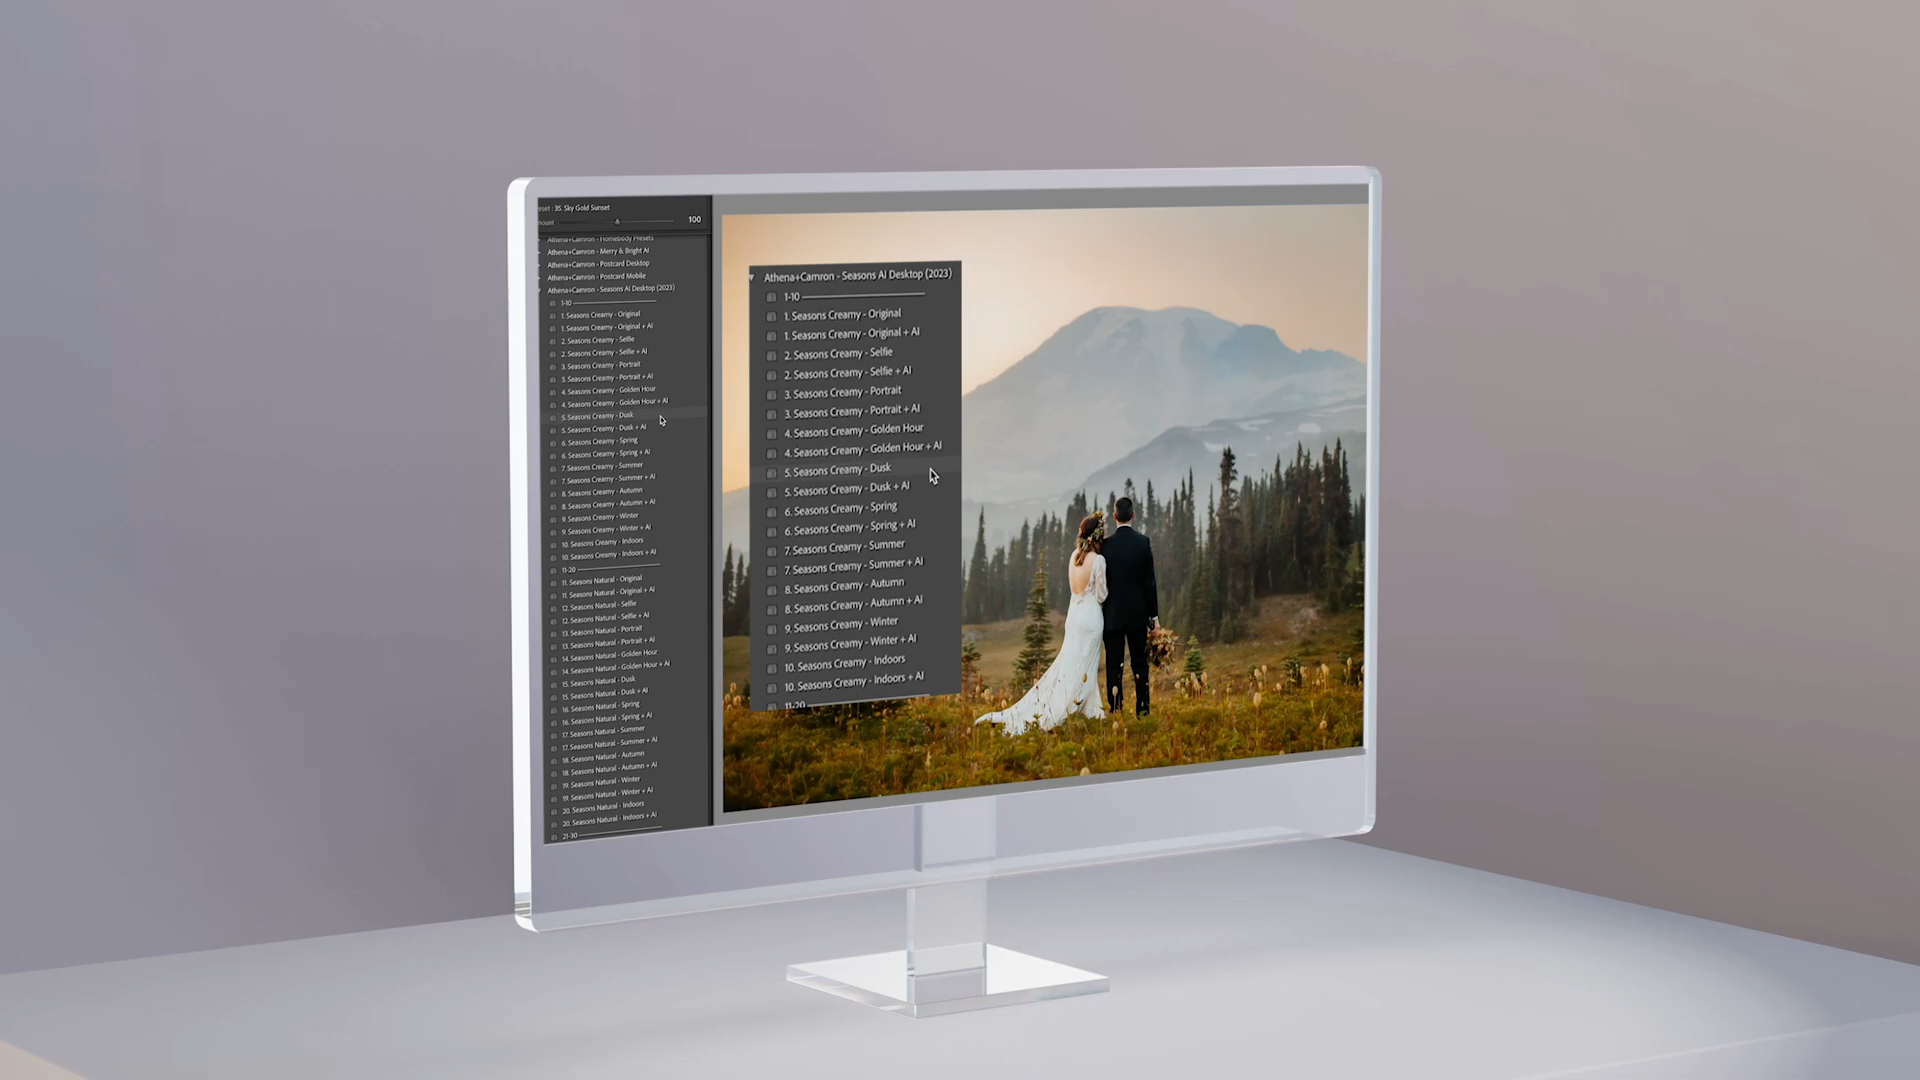 eset : 35. Sky Gold Sunset
mount 100
Athena+Camron - Homebody Presets
Athena+Camron - Merry & Bright AI
Athena+Camron - Postcard Desktop
Athena+Camron - Postcard Mobile
Athena+Camron - Seasons AI Desktop (2023)
1-10
1. Seasons Creamy - Original
1. Seasons Creamy - Original + AI
2. Seasons Creamy - Selfie
2. Seasons Creamy - Selfie + AI
3. Seasons Creamy - Portrait
3. Seasons Creamy - Portrait + AI
4. Seasons Creamy - Golden Hour
4. Seasons Creamy - Golden Hour + AI
5. Seasons Creamy - Dusk
5. Seasons Creamy - Dusk + AI
6. Seasons Creamy - Spring
6. Seasons Creamy - Spring + AI
7. Seasons Creamy - Summer
7. Seasons Creamy - Summer + AI
8. Seasons Creamy - Autumn
8. Seasons Creamy - Autumn + AI
9. Seasons Creamy - Winter
9. Seasons Creamy - Winter + AI
10. Seasons Creamy - Indoors
10. Seasons Creamy - Indoors + AI
11-20
11. Seasons Natural - Original
11. Seasons Natural - Original + AI
12. Seasons Natural - Selfie
12. Seasons Natural - Selfie + AI
13. Seasons Natural - Portrait
13. Seasons Natural - Portrait + AI
14. Seasons Natural - Golden Hour
14. Seasons Natural - Golden Hour + AI
15. Seasons Natural - Dusk
15. Seasons Natural - Dusk + AI
16. Seasons Natural - Spring
16. Seasons Natural - Spring + AI
17. Seasons Natural - Summer
17. Seasons Natural - Summer + AI
18. Seasons Natural - Autumn
18. Seasons Natural - Autumn + AI
19. Seasons Natural - Winter
19. Seasons Natural - Winter + AI
20. Seasons Natural - Indoors
20. Seasons Natural - Indoors + AI
21-30
Athena+Camron - Seasons AI Desktop (2023)
1-10
1. Seasons Creamy - Original
1. Seasons Creamy - Original + AI
2. Seasons Creamy - Selfie
2. Seasons Creamy - Selfie + AI
3. Seasons Creamy - Portrait
3. Seasons Creamy - Portrait + AI
4. Seasons Creamy - Golden Hour
4. Seasons Creamy - Golden Hour + AI
5. Seasons Creamy - Dusk
5. Seasons Creamy - Dusk + AI
6. Seasons Creamy - Spring
6. Seasons Creamy - Spring + AI
7. Seasons Creamy - Summer
7. Seasons Creamy - Summer + AI
8. Seasons Creamy - Autumn
8. Seasons Creamy - Autumn + AI
9. Seasons Creamy - Winter
9. Seasons Creamy - Winter + AI
10. Seasons Creamy - Indoors
10. Seasons Creamy - Indoors + AI
11-20